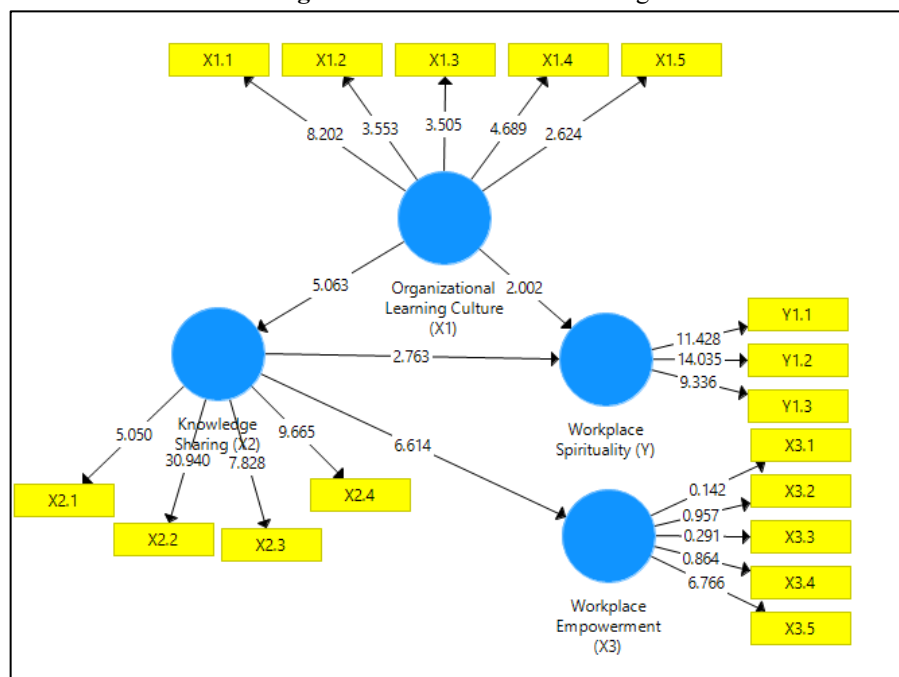 X1.1
X1.2
X1.3
X1.4
X1.5
8.202
3.553
3.505
4.689
2.624
Organizational
Learning Culture
(X1)
5.063
2.002
2.763
Knowledge
Sharing (X2)
5.050
30.940
7.828
9.665
X2.1
X2.2
X2.3
X2.4
6.614
Workplace
Spirituality (Y)
11.428
14.035
9.336
Y1.1
Y1.2
Y1.3
Workplace
Empowerment
(X3)
0.142
0.957
0.291
0.864
6.766
X3.1
X3.2
X3.3
X3.4
X3.5